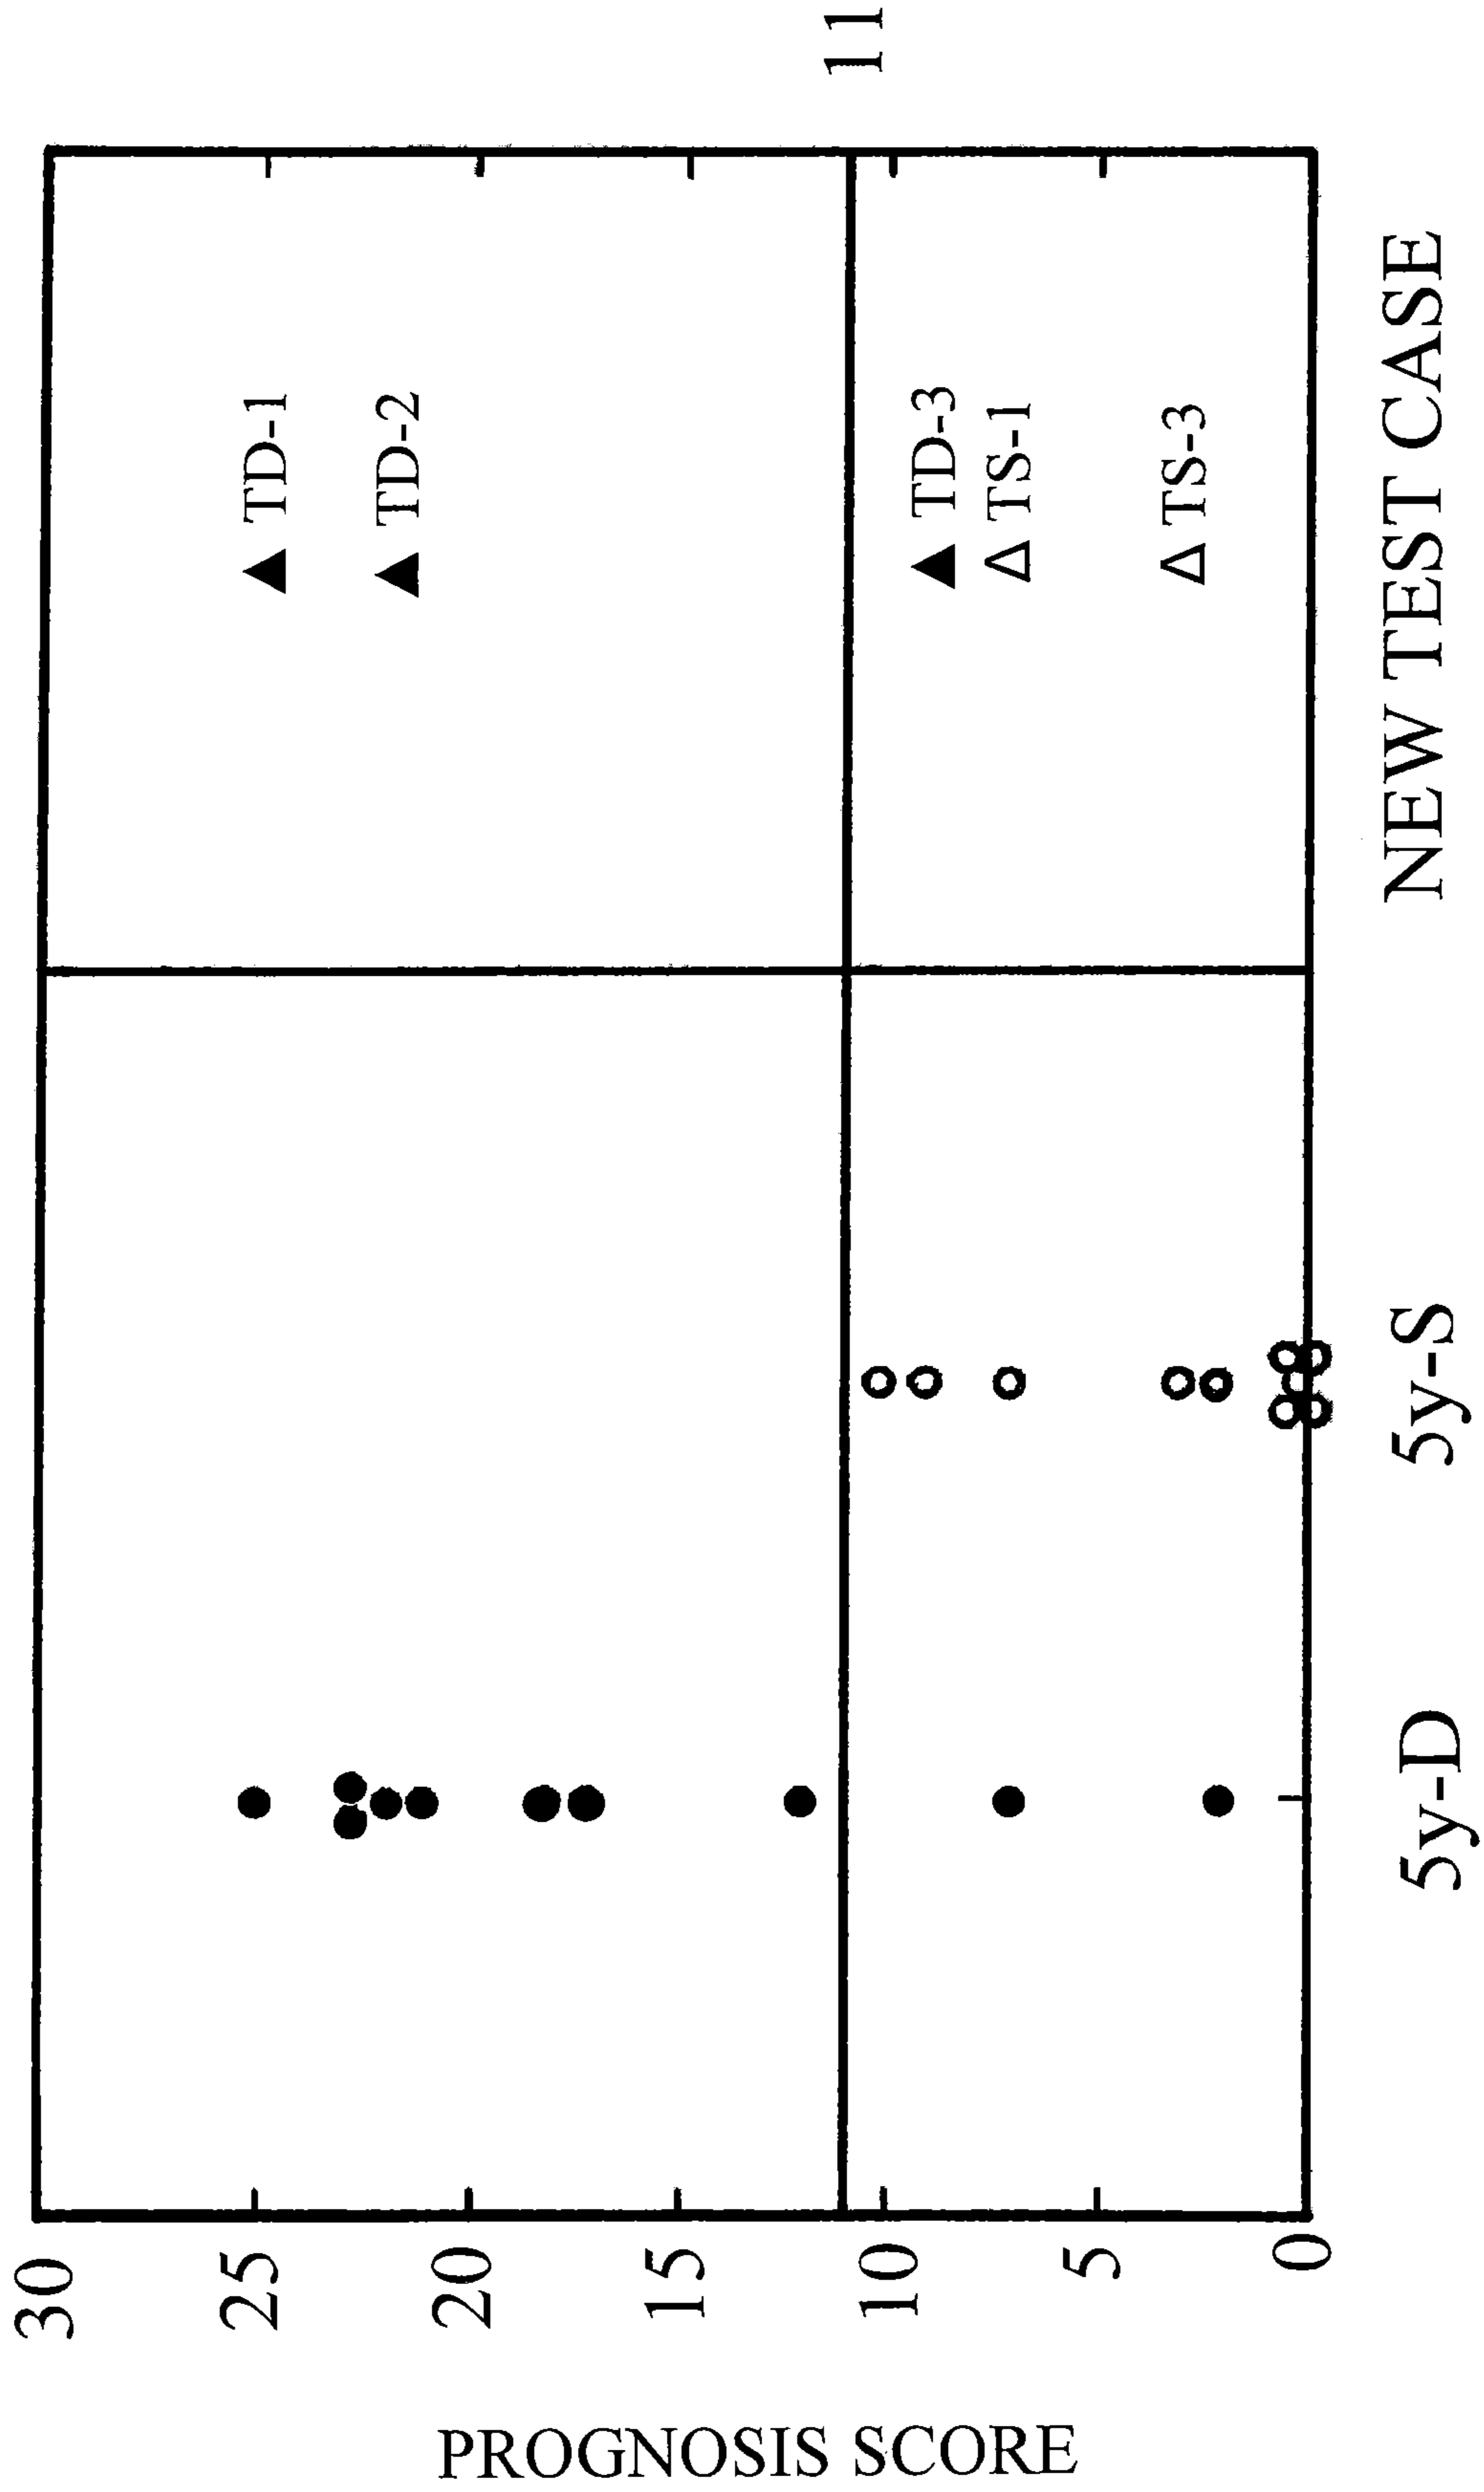 PROGNOSIS SCORE
30
25
20
15
10
5
0
11
TD-1
TD-2
TD-3
TS-1
TS-3
5y-D
5y-S
NEW TEST CASE